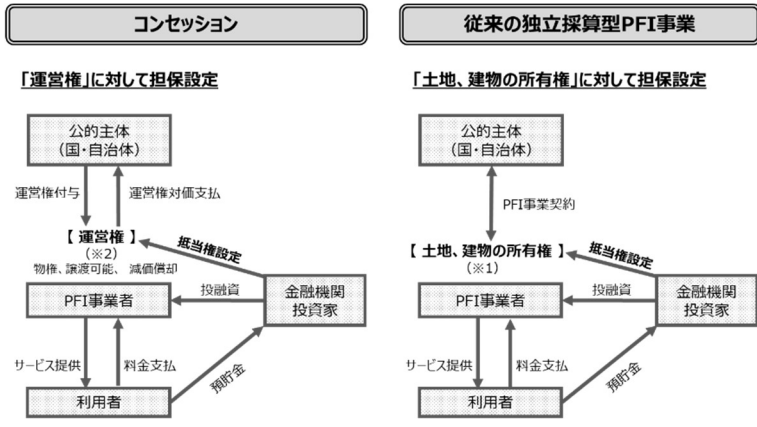 コンセッション
「運営権」に対して担保設定
公的主体
（国・自治体）
運営権付与
運営権対価支払
【 運営権 】
（※2）
物権、譲渡可能、 減価償却
抵当権設定
PFI事業者
投融資
金融機関
投資家
サービス提供
料金支払
預貯金
利用者
従来の独立採算型PFI事業
「土地、建物の所有権」に対して担保設定
公的主体
（国・自治体）
PFI事業契約
【 土地、建物の所有権 】
（※1）
抵当権設定
PFI事業者
投融資
金融機関
投資家
サービス提供
料金支払
預貯金
利用者